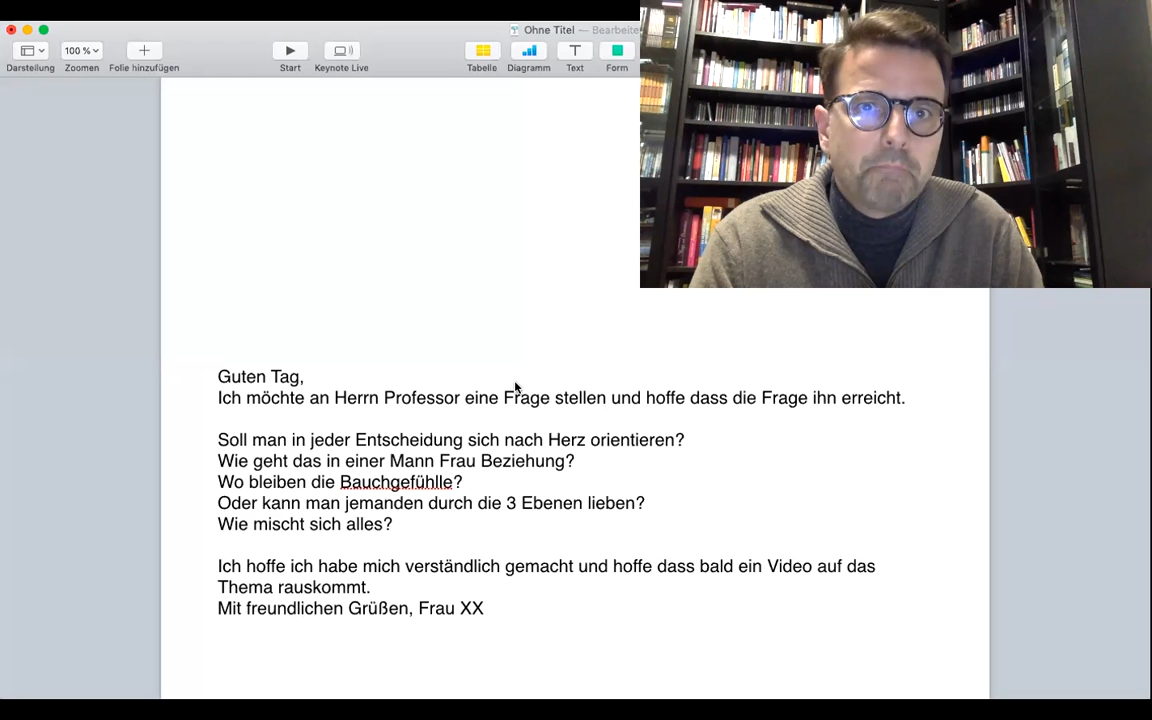 Ohne Titel — Bearbeite
Darstellung
100 %
Zoomen
Folie hinzufügen
Start
Keynote Live
Tabelle
Diagramm
Text
Form
Guten Tag,
Ich möchte an Herrn Professor eine Frage stellen und hoffe dass die Frage ihn erreicht.
Soll man in jeder Entscheidung sich nach Herz orientieren?
Wie geht das in einer Mann Frau Beziehung?
Wo bleiben die Bauchgefühlle?
Oder kann man jemanden durch die 3 Ebenen lieben?
Wie mischt sich alles?
Ich hoffe ich habe mich verständlich gemacht und hoffe dass bald ein Video auf das
Thema rauskommt.
Mit freundlichen Grüßen, Frau XX